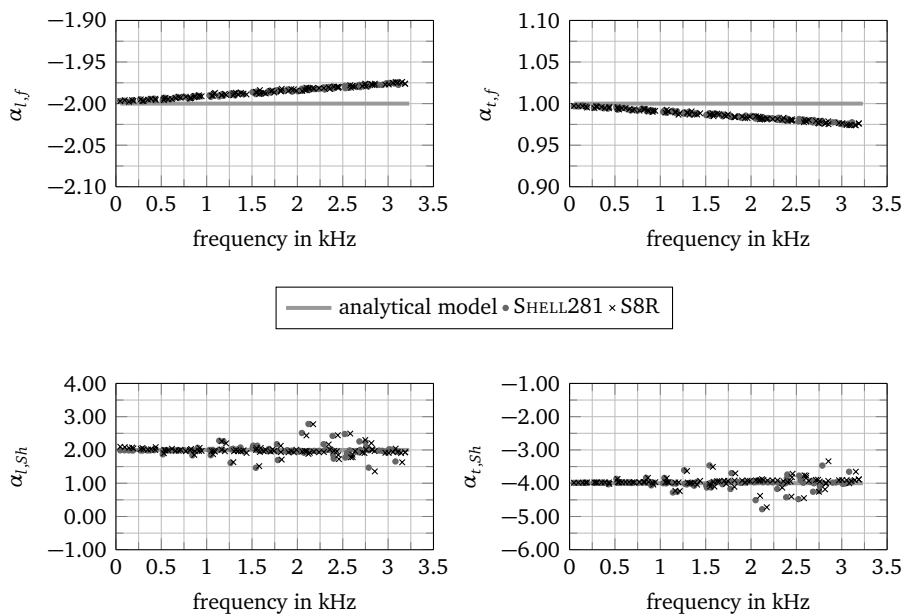 −1.90 1.10
−1.95 1.05
−2.00 1.00
−2.05 0.95
−2.10 0.90
αl,f αt,f
0 0.5 1 1.5 2 2.5 3 3.5 0 0.5 1 1.5 2 2.5 3 3.5
frequency in kHz frequency in kHz
analytical model SHELL281 S8R
4.00 −1.00
3.00 −2.00
2.00 −3.00
1.00 −4.00
0.00 −5.00
−1.00 −6.00
αl,Sh αt,Sh
0 0.5 1 1.5 2 2.5 3 3.5 0 0.5 1 1.5 2 2.5 3 3.5
frequency in kHz frequency in kHz